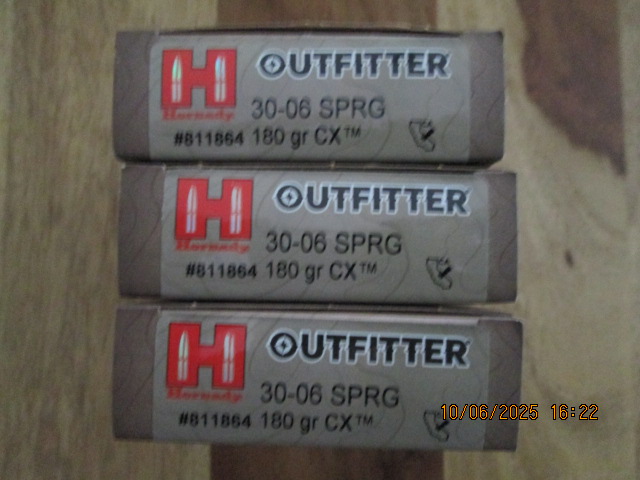 H OUTFITTER
Hornady
30-06 SPRG
#811864 180 gr CX™
H OUTFITTER
Hornady
30-06 SPRG
#811864 180 gr CX™
H OUTFITTER
Hornady
30-06 SPRG
#811864 180 gr CX™
10/06/2025 16:22